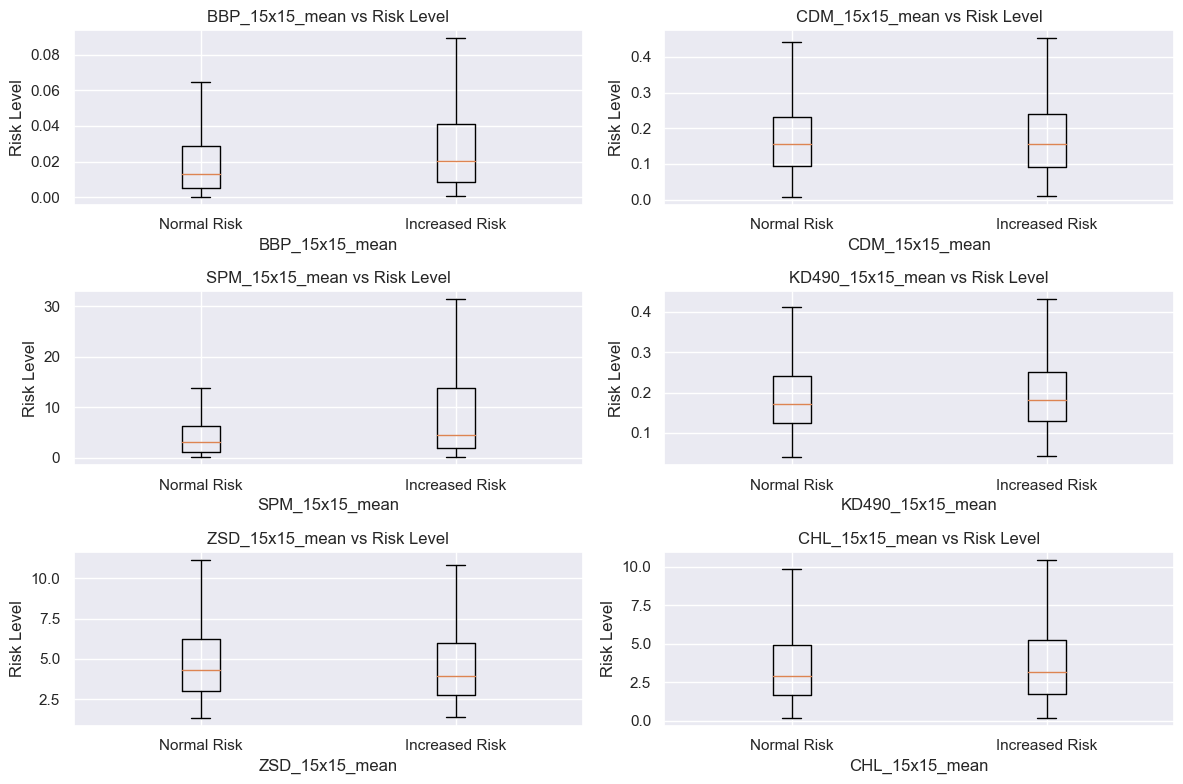 BBP_15x15_mean vs Risk Level
Risk Level
0.08
0.06
0.04
0.02
0.00
Normal Risk
Increased Risk
BBP_15x15_mean
CDM_15x15_mean vs Risk Level
Risk Level
0.4
0.3
0.2
0.1
0.0
Normal Risk
Increased Risk
CDM_15x15_mean
SPM_15x15_mean vs Risk Level
Risk Level
30
20
10
0
Normal Risk
Increased Risk
SPM_15x15_mean
KD490_15x15_mean vs Risk Level
Risk Level
0.4
0.3
0.2
0.1
Normal Risk
Increased Risk
KD490_15x15_mean
ZSD_15x15_mean vs Risk Level
Risk Level
10.0
7.5
5.0
2.5
Normal Risk
Increased Risk
ZSD_15x15_mean
CHL_15x15_mean vs Risk Level
Risk Level
10.0
7.5
5.0
2.5
0.0
Normal Risk
Increased Risk
CHL_15x15_mean